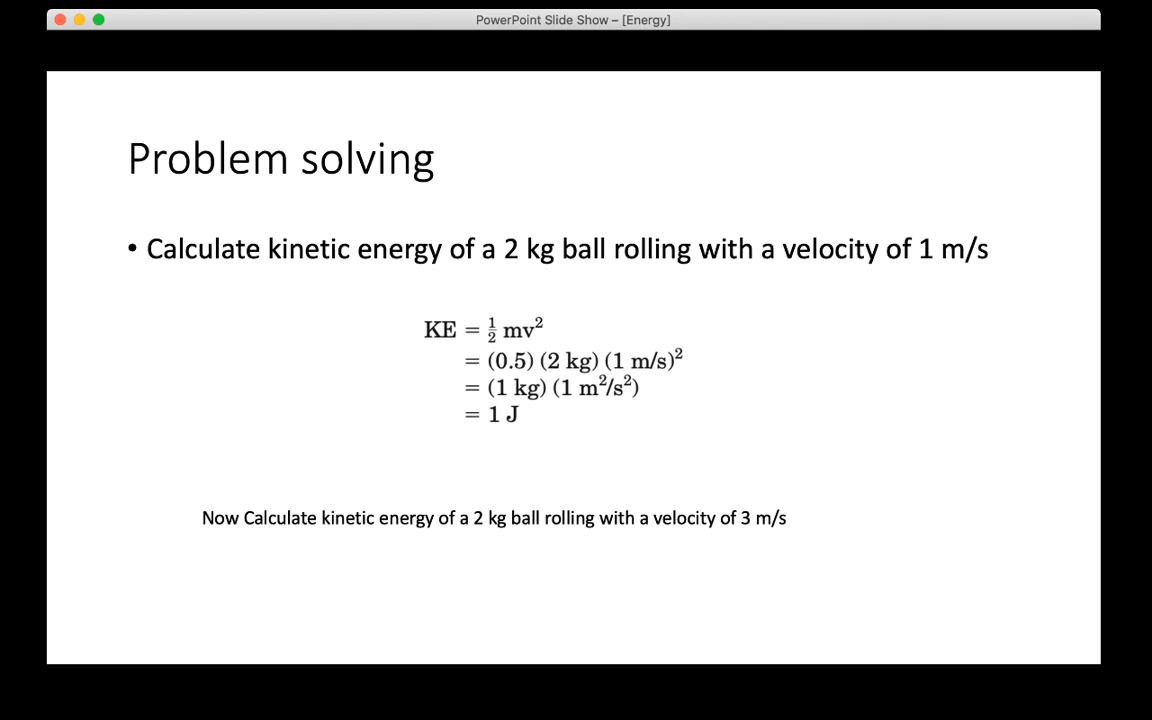 PowerPoint Slide Show – [Energy]
Problem solving
• Calculate kinetic energy of a 2 kg ball rolling with a velocity of 1 m/s
KE = ½ mv²
= (0.5) (2 kg) (1 m/s)²
= (1 kg) (1 m²/s²)
= 1 J
Now Calculate kinetic energy of a 2 kg ball rolling with a velocity of 3 m/s